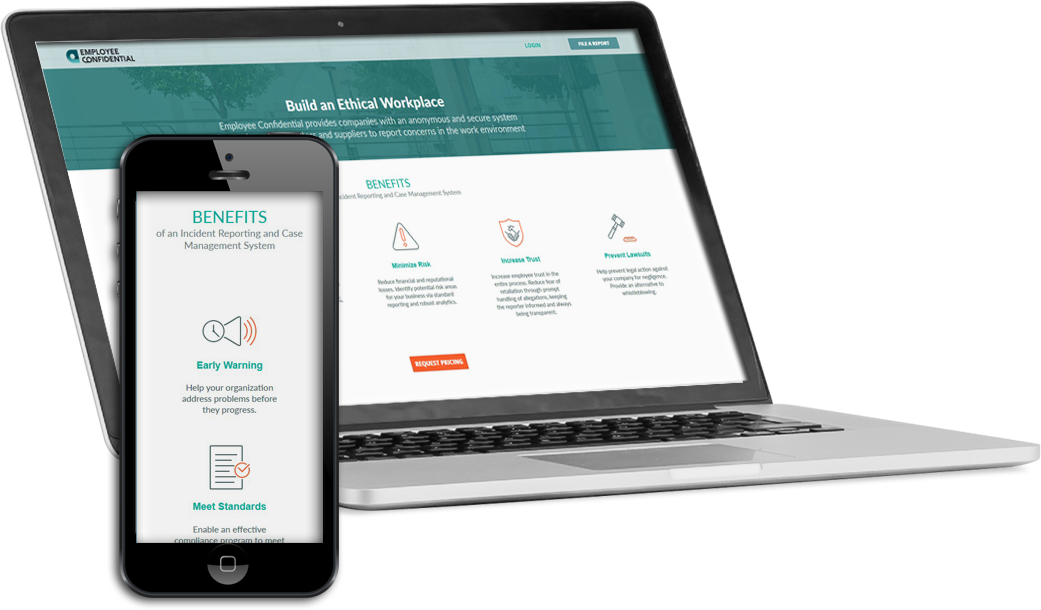 EMPLOYEE
CONFIDENTIAL
LOGIN
FILE A REPORT
Build an Ethical Workplace
Employee Confidential provides companies with an anonymous and secure system
and suppliers to report concerns in the work environment
BENEFITS
Incident Reporting and Case Management System
Minimize Risk
Reduce financial and reputational
losses. Identify potential risk areas
for your business via standard
reporting and robust analytics.
Increase Trust
Increase employee trust in the
entire process. Reduce fear of
retaliation through prompt
handling of allegations, keeping
the reporter informed and always
being transparent.
Prevent Lawsuits
Help prevent legal action against
your company for negligence.
Provide an alternative to
whistleblowing.
REQUEST PRICING
BENEFITS
of an Incident Reporting and Case
Management System
Early Warning
Help your organization
address problems before
they progress.
Meet Standards
Enable an effective
compliance program to meet